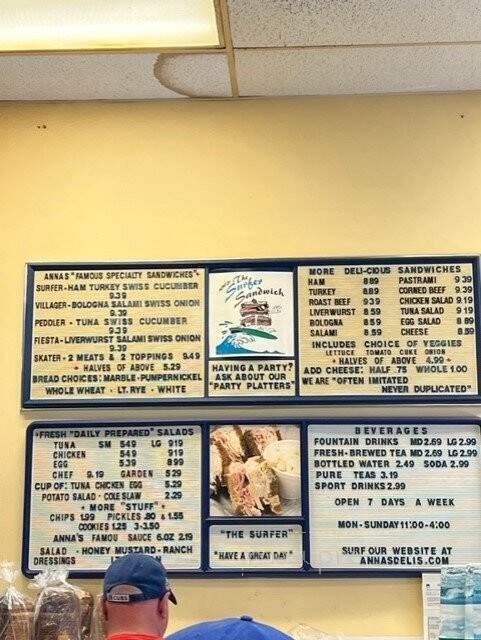 ANNA'S "FAMOUS SPECIALTY SANDWICHES"
SURFER-HAM TURKEY SWISS CUCUMBER
9.39
VILLAGER-BOLOGNA SALAMI SWISS ONION
9.39
PEDDLER - TUNA SWISS CUCUMBER
9.39
FIESTA-LIVERWURST SALAMI SWISS ONION
9.39
SKATER - 2 MEATS & 2 TOPPINGS 9.49
• HALVES OF ABOVE 5.29
BREAD CHOICES: MARBLE-PUMPERNICKEL
WHOLE WHEAT - LT. RYE - WHITE
The
Surfer
Sandwich
HAVING A PARTY?
ASK ABOUT OUR
"PARTY PLATTERS"
MORE DELI-CIOUS SANDWICHES
HAM 8 89 PASTRAMI 9 39
TURKEY 8 89 CORNED BEEF 9 39
ROAST BEEF 9 39 CHICKEN SALAD 9 19
LIVERWURST 8 59 TUNA SALAD 9 19
BOLOGNA 8 59 EGG SALAD 8 89
SALAMI 8 59 CHEESE 8 59
INCLUDES CHOICE OF VEGGIES
LETTUCE TOMATO CUKE ONION
• HALVES OF ABOVE 4.99 •
ADD CHEESE: HALF .75 WHOLE 1.00
WE ARE "OFTEN IMITATED
NEVER DUPLICATED"
•FRESH "DAILY PREPARED" SALADS
TUNA SM 5.49 LG 9.19
CHICKEN 5.49 9.19
EGG 5.39 8.99
CHEF 9.19 GARDEN 5.29
CUP OF: TUNA CHICKEN EGG 5.29
POTATO SALAD - COLE SLAW 2.29
• MORE "STUFF" •
CHIPS 1.99 PICKLES .80 & 1.55
COOKIES 1.25 3-3.50
ANNA'S FAMOU SAUCE 6.OZ 2.19
SALAD - HONEY MUSTARD-RANCH
DRESSINGS
"THE SURFER"
"HAVE A GREAT DAY"
BEVERAGES
FOUNTAIN DRINKS MD 2.69 LG 2.99
FRESH-BREWED TEA MD 2.69 LG 2.99
BOTTLED WATER 2.49 SODA 2.99
PURE TEAS 3.19
SPORT DRINKS 2.99
OPEN 7 DAYS A WEEK
MON-SUNDAY 11:00-4:00
SURF OUR WEBSITE AT
ANNASDELIS.COM
CUBS